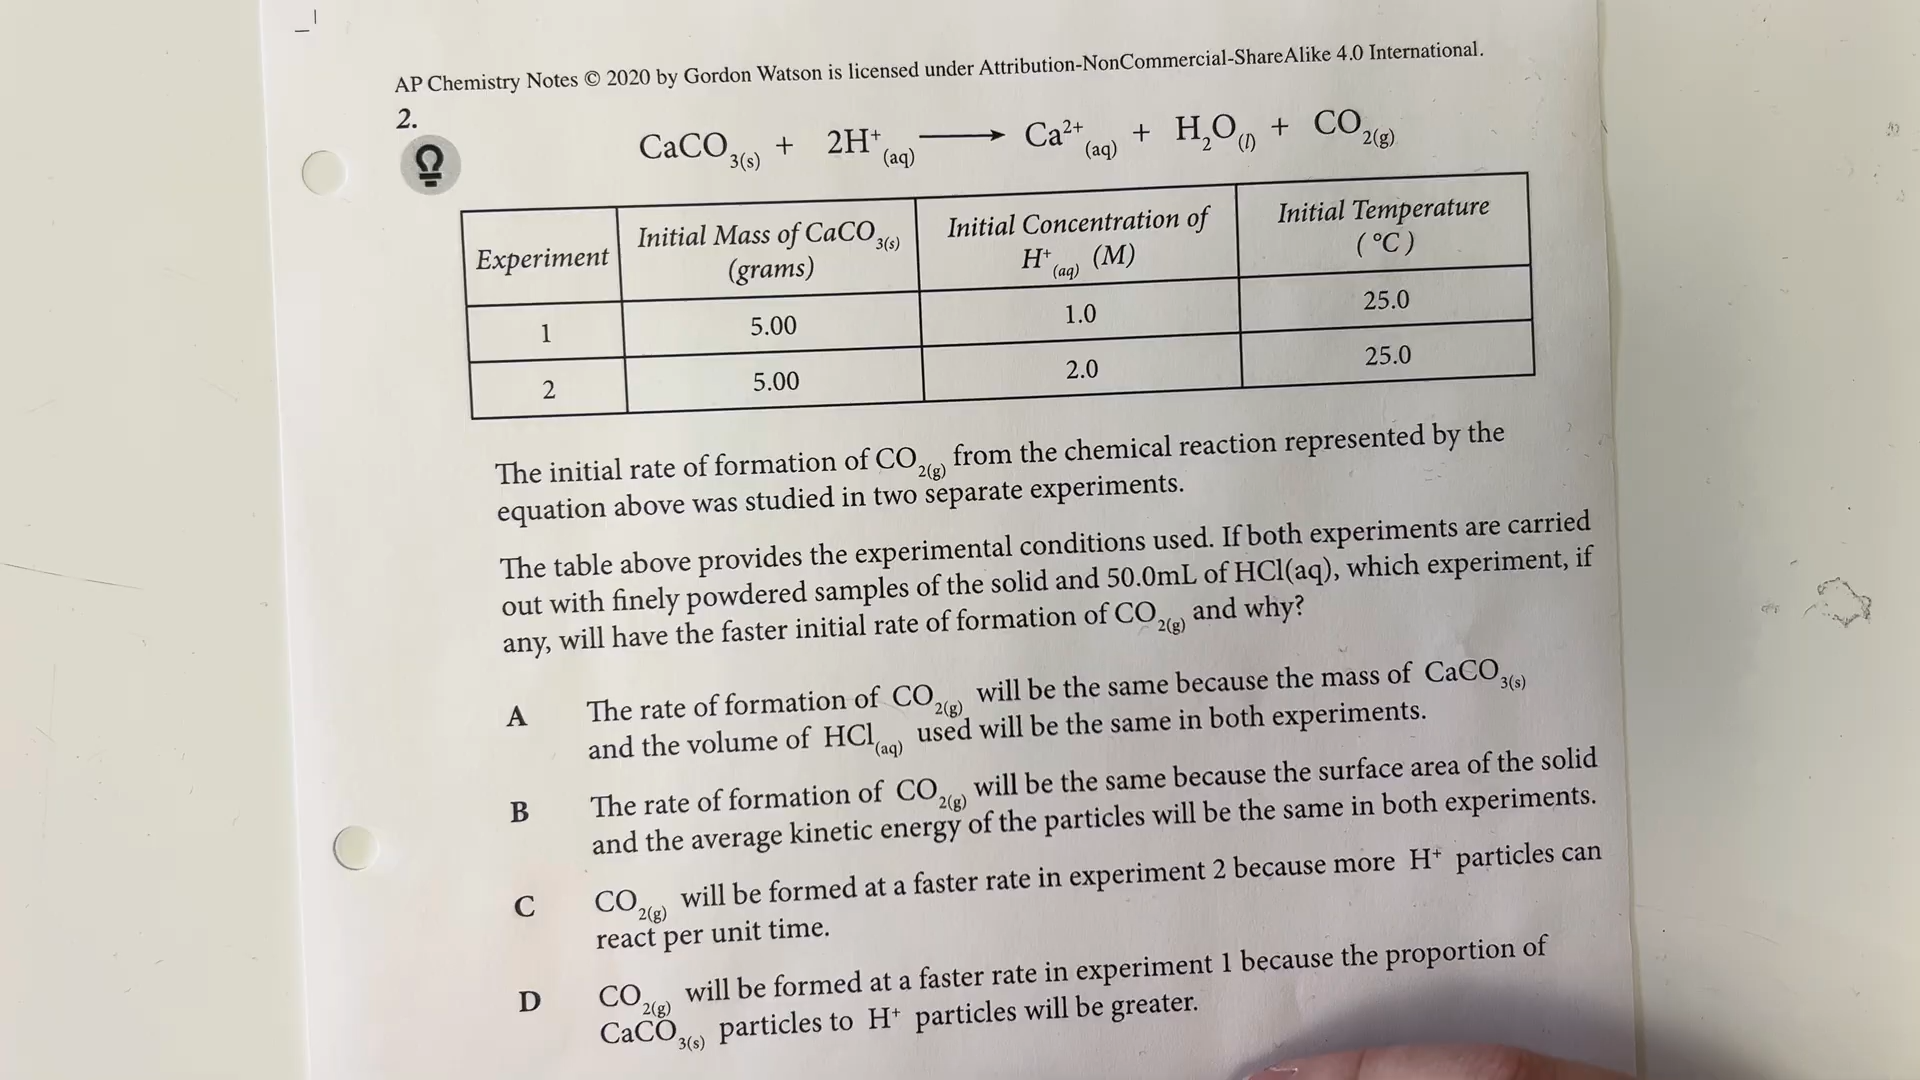 AP Chemistry Notes © 2020 by Gordon Watson is licensed under Attribution-NonCommercial-ShareAlike 4.0 International.
2.
CaCO3(s) + 2H+(aq) ⟶ Ca2+(aq) + H2O(l) + CO2(g)
Experiment | Initial Mass of CaCO3(s) (grams) | Initial Concentration of H+(aq) (M) | Initial Temperature (°C)
1 | 5.00 | 1.0 | 25.0
2 | 5.00 | 2.0 | 25.0
The initial rate of formation of CO2(g) from the chemical reaction represented by the
equation above was studied in two separate experiments.
The table above provides the experimental conditions used. If both experiments are carried
out with finely powdered samples of the solid and 50.0mL of HCl(aq), which experiment, if
any, will have the faster initial rate of formation of CO2(g) and why?
A The rate of formation of CO2(g) will be the same because the mass of CaCO3(s)
and the volume of HCl(aq) used will be the same in both experiments.
B The rate of formation of CO2(g) will be the same because the surface area of the solid
and the average kinetic energy of the particles will be the same in both experiments.
C CO2(g) will be formed at a faster rate in experiment 2 because more H+ particles can
react per unit time.
D CO2(g) will be formed at a faster rate in experiment 1 because the proportion of
CaCO3(s) particles to H+ particles will be greater.